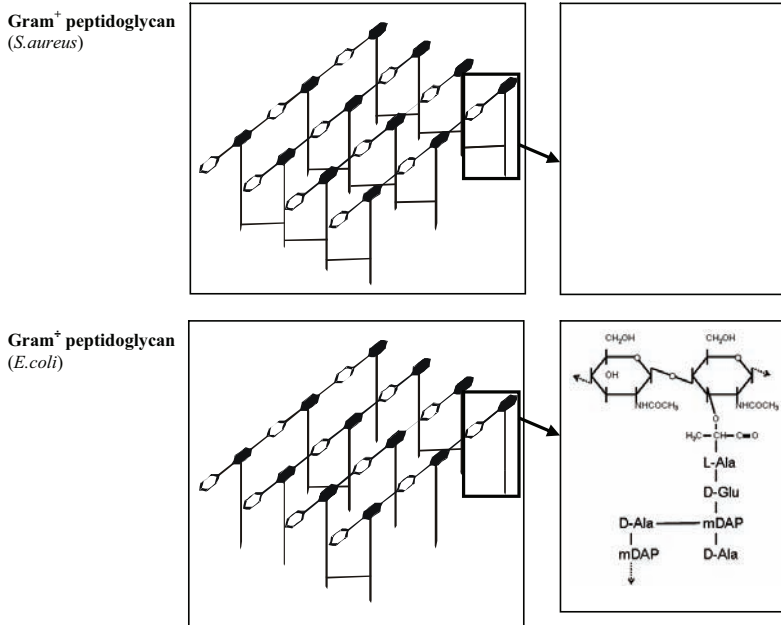 Gram⁺ peptidoglycan
(S.aureus)
Gram⁺ peptidoglycan
(E.coli)
CH₂OH CH₂OH
O O
OH O
NHCOCH₃ NHCOCH₃
O
H₃C–CH–C=O
L-Ala
D-Glu
D-Ala mDAP
mDAP D-Ala